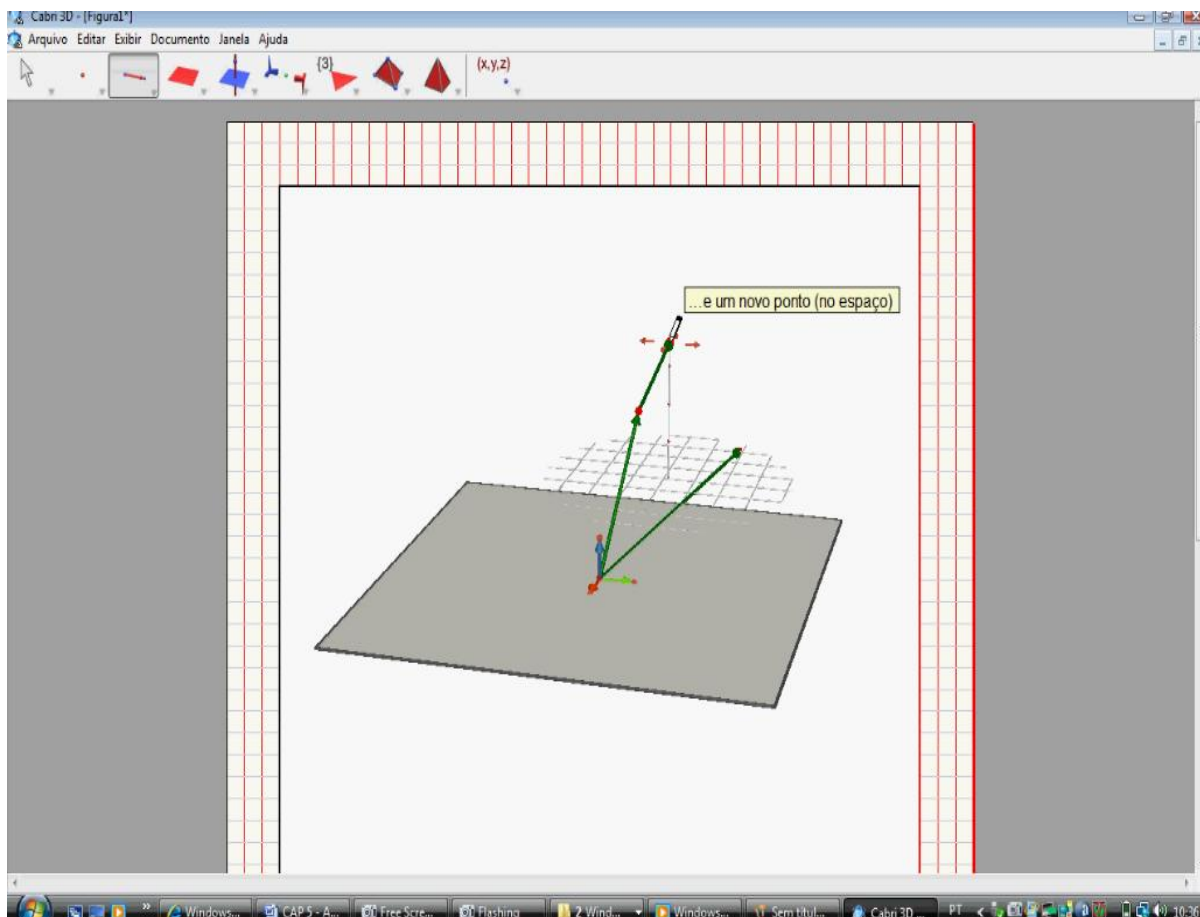 Cabri 3D - [Figura1*]
Arquivo Editar Exibir Documento Janela Ajuda
{3}
(x,y,z)
...e um novo ponto (no espaço)
» Windows... CAP 5 - A... Free Scre... Flashing 2 Wind... Windows... Sem títul... Cabri 3D ... PT